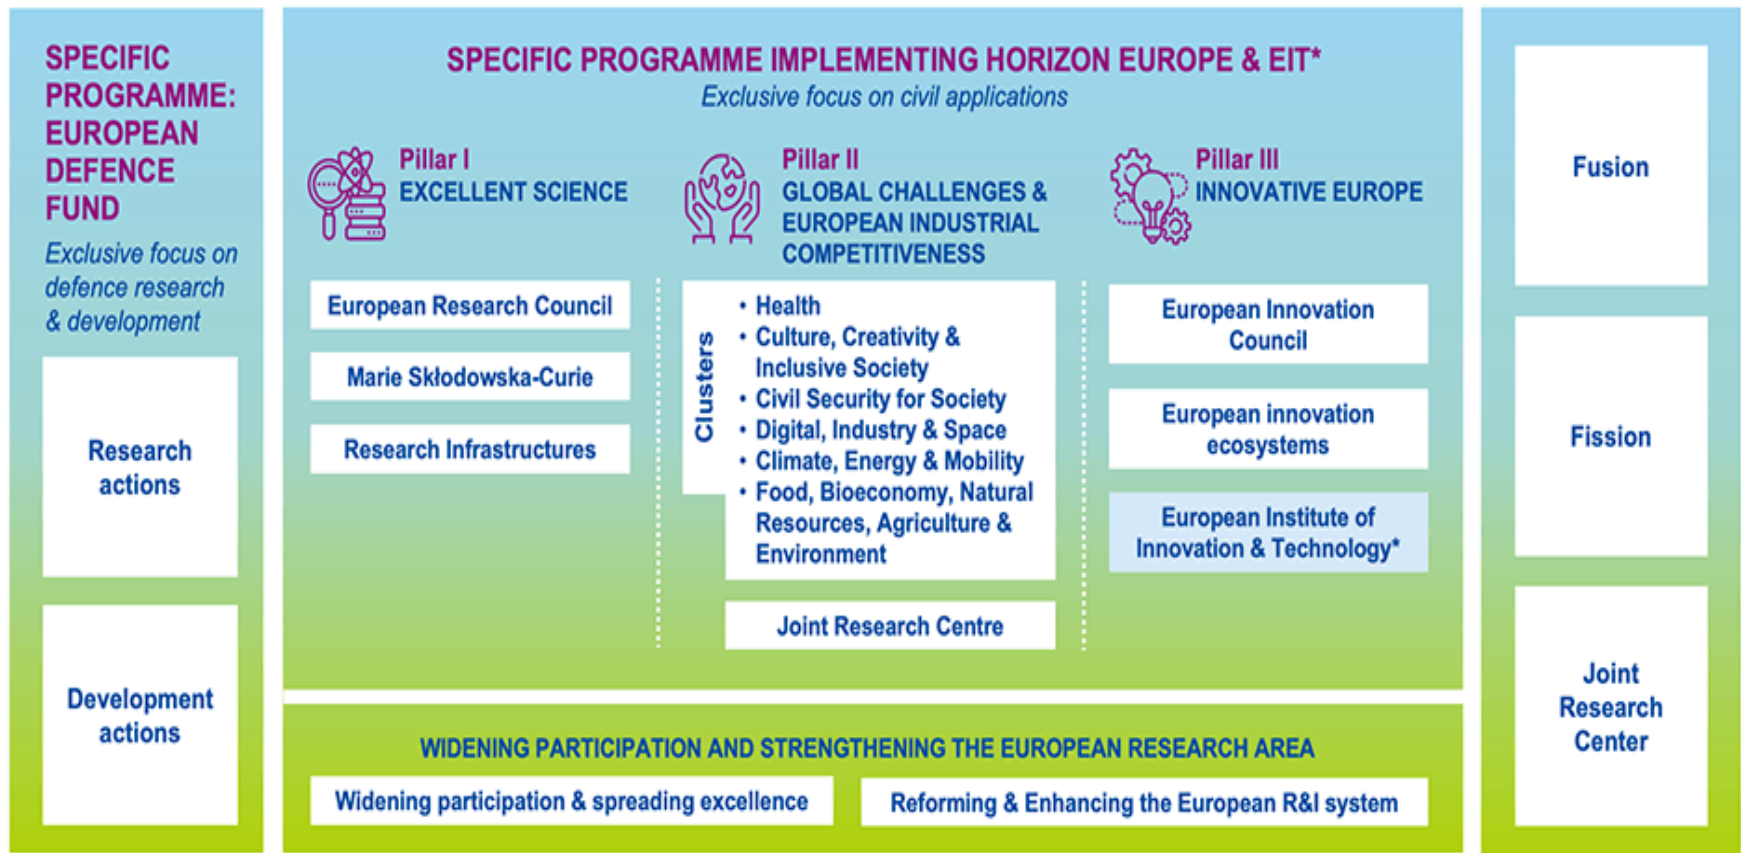 SPECIFIC
PROGRAMME:
EUROPEAN
DEFENCE
FUND
Exclusive focus on
defence research
& development
Research
actions
Development
actions
SPECIFIC PROGRAMME IMPLEMENTING HORIZON EUROPE & EIT*
Exclusive focus on civil applications
Pillar I
EXCELLENT SCIENCE
European Research Council
Marie Skłodowska-Curie
Research Infrastructures
Pillar II
GLOBAL CHALLENGES &
EUROPEAN INDUSTRIAL
COMPETITIVENESS
Clusters
• Health
• Culture, Creativity &
Inclusive Society
• Civil Security for Society
• Digital, Industry & Space
• Climate, Energy & Mobility
• Food, Bioeconomy, Natural
Resources, Agriculture &
Environment
Joint Research Centre
Pillar III
INNOVATIVE EUROPE
European Innovation
Council
European innovation
ecosystems
European Institute of
Innovation & Technology*
WIDENING PARTICIPATION AND STRENGTHENING THE EUROPEAN RESEARCH AREA
Widening participation & spreading excellence
Reforming & Enhancing the European R&I system
Fusion
Fission
Joint
Research
Center